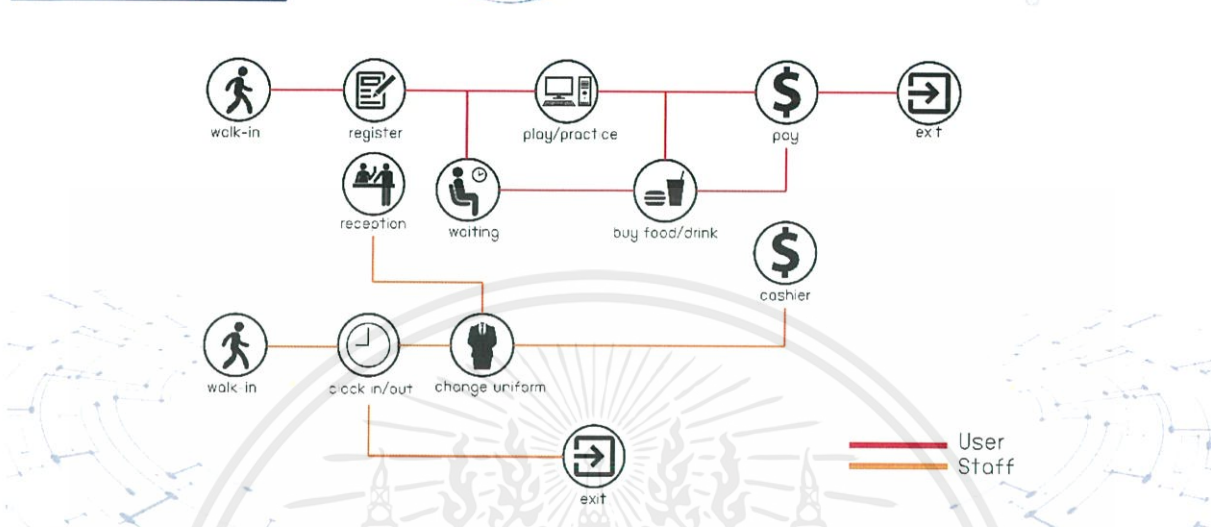 walk-in
register
play/practice
pay
exit
reception
waiting
buy food/drink
cashier
walk-in
clock in/out
change uniform
exit
User
Staff